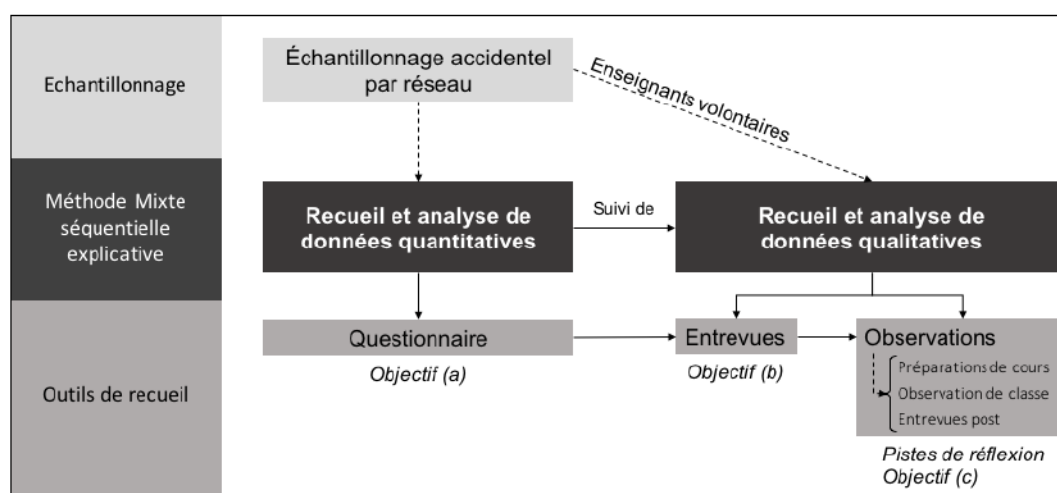 Echantillonnage
Échantillonnage accidentel
par réseau
Enseignants volontaires
Méthode Mixte
séquentielle
explicative
Recueil et analyse de
données quantitatives
Suivi de
Recueil et analyse de
données qualitatives
Outils de recueil
Questionnaire
Objectif (a)
Entrevues
Objectif (b)
Observations
Préparations de cours
Observation de classe
Entrevues post
Pistes de réflexion
Objectif (c)